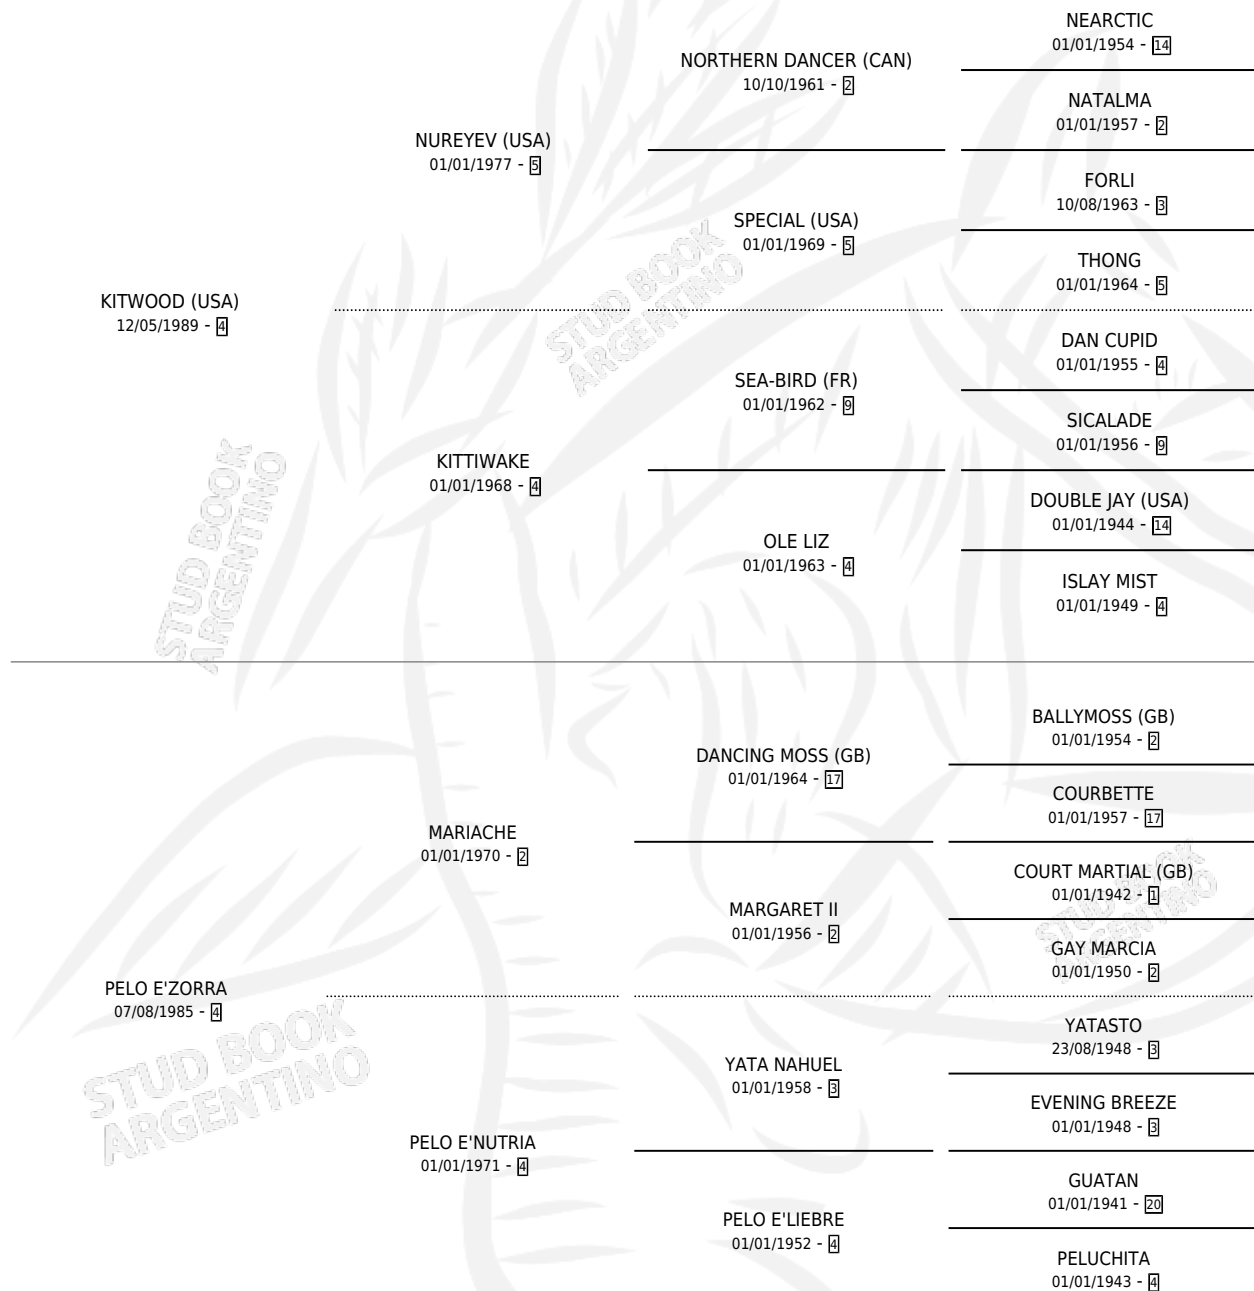 NEARCTIC
01/01/1954 - 14
NORTHERN DANCER (CAN)
10/10/1961 - 2
NATALMA
01/01/1957 - 2
NUREYEV (USA)
01/01/1977 - 5
FORLI
10/08/1963 - 3
SPECIAL (USA)
01/01/1969 - 5
THONG
01/01/1964 - 5
KITWOOD (USA)
12/05/1989 - 4
DAN CUPID
01/01/1955 - 4
SEA-BIRD (FR)
01/01/1962 - 9
SICALADE
01/01/1956 - 9
KITTIWAKE
01/01/1968 - 4
DOUBLE JAY (USA)
01/01/1944 - 14
OLE LIZ
01/01/1963 - 4
ISLAY MIST
01/01/1949 - 4
BALLYMOSS (GB)
01/01/1954 - 2
DANCING MOSS (GB)
01/01/1964 - 17
COURBETTE
01/01/1957 - 17
MARIACHE
01/01/1970 - 2
COURT MARTIAL (GB)
01/01/1942 - 1
MARGARET II
01/01/1956 - 2
GAY MARCIA
01/01/1950 - 2
PELO E'ZORRA
07/08/1985 - 4
YATASTO
23/08/1948 - 3
YATA NAHUEL
01/01/1958 - 3
EVENING BREEZE
01/01/1948 - 3
PELO E'NUTRIA
01/01/1971 - 4
GUATAN
01/01/1941 - 20
PELO E'LIEBRE
01/01/1952 - 4
PELUCHITA
01/01/1943 - 4
STUD BOOK
ARGENTINO
STUD BOOK
ARGENTINO
STUD BOOK
ARGENTINO
STUD BOOK
ARGENTINO